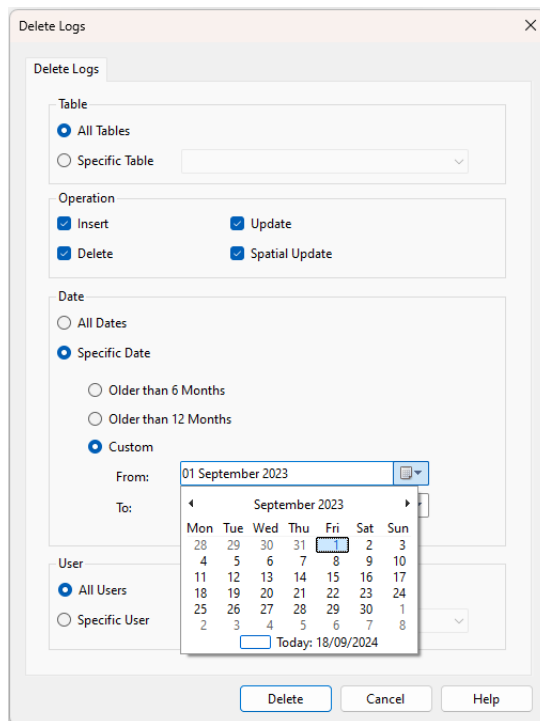 Delete Logs
Delete Logs
Table
All Tables
Specific Table
Operation
Insert Update
Delete Spatial Update
Date
All Dates
Specific Date
Older than 6 Months
Older than 12 Months
Custom
From: 01 September 2023
To:
September 2023
Mon Tue Wed Thu Fri Sat Sun
28 29 30 31 1 2 3
4 5 6 7 8 9 10
11 12 13 14 15 16 17
18 19 20 21 22 23 24
25 26 27 28 29 30 1
2 3 4 5 6 7 8
Today: 18/09/2024
User
All Users
Specific User
Delete Cancel Help